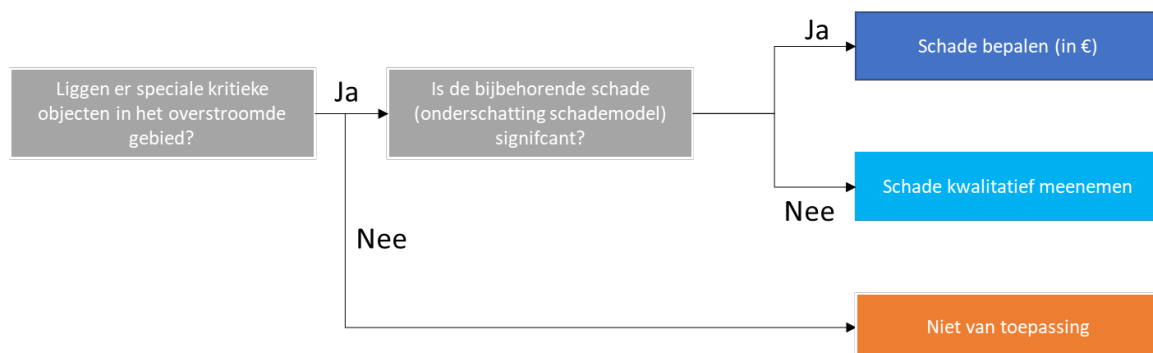 Liggen er speciale kritieke
objecten in het overstroomde
gebied?
Ja
Is de bijbehorende schade
(onderschatting schademodel)
signifcant?
Ja
Schade bepalen (in €)
Nee
Schade kwalitatief meenemen
Nee
Niet van toepassing